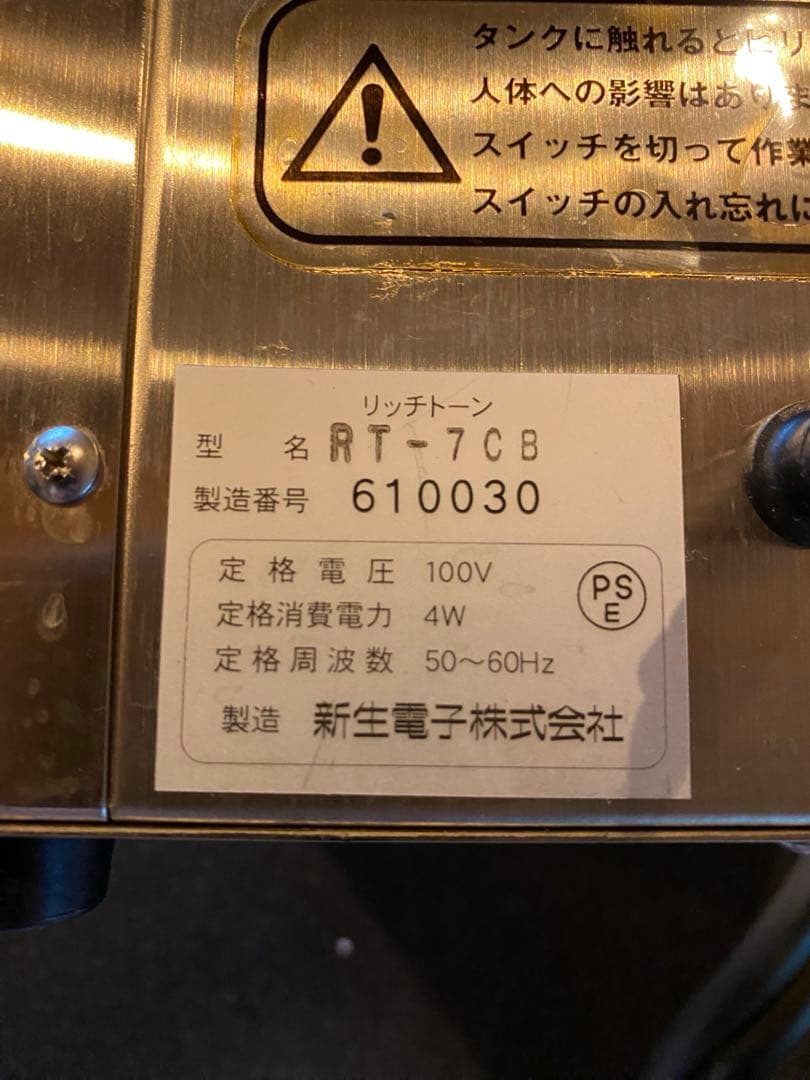 タンクに触れるとピリ
人体への影響はありま
スイッチを切って作業
スイッチの入れ忘れに
リッチトーン
型名 RT-7CB
製造番号 610030
定格電圧 100V
PS
E
定格消費電力 4W
定格周波数 50〜60Hz
製造 新生電子株式会社